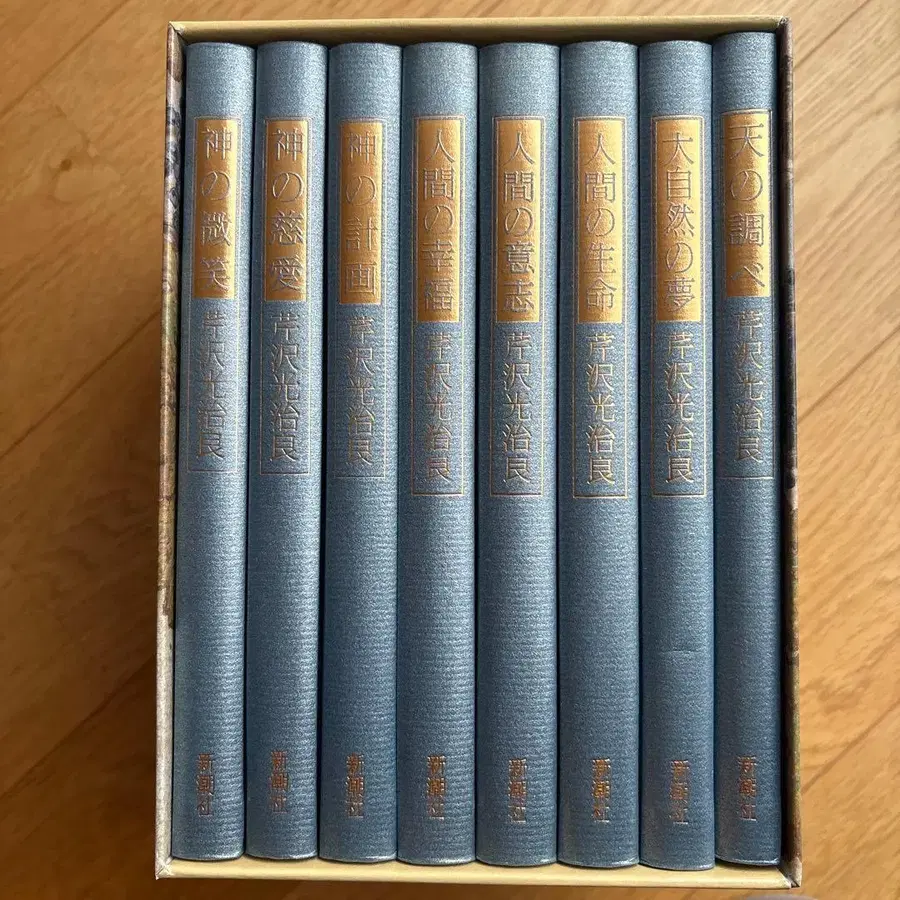 神の微笑
芹沢光治良
新潮社
神の慈愛
芹沢光治良
新潮社
神の計画
芹沢光治良
新潮社
人間の幸福
芹沢光治良
新潮社
人間の意志
芹沢光治良
新潮社
人間の生命
芹沢光治良
新潮社
大自然の夢
芹沢光治良
新潮社
天の調べ
芹沢光治良
新潮社